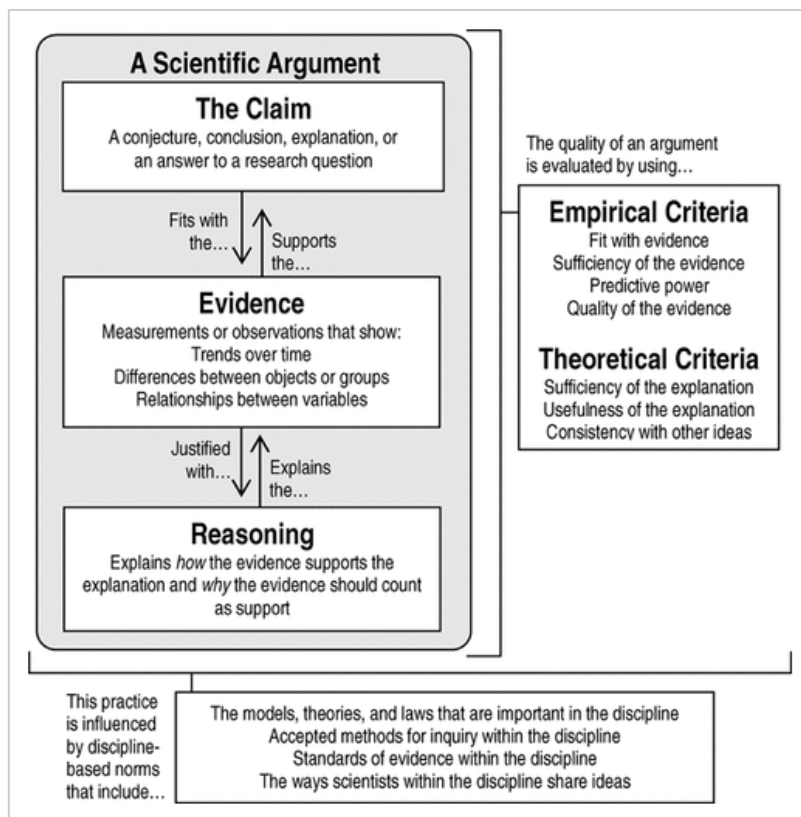 A Scientific Argument
The Claim
A conjecture, conclusion, explanation, or
an answer to a research question
Fits with
the…
Supports
the…
Evidence
Measurements or observations that show:
Trends over time
Differences between objects or groups
Relationships between variables
Justified
with…
Explains
the…
Reasoning
Explains how the evidence supports the
explanation and why the evidence should count
as support
The quality of an argument
is evaluated by using…
Empirical Criteria
Fit with evidence
Sufficiency of the evidence
Predictive power
Quality of the evidence
Theoretical Criteria
Sufficiency of the explanation
Usefulness of the explanation
Consistency with other ideas
This practice
is influenced
by discipline-
based norms
that include…
The models, theories, and laws that are important in the discipline
Accepted methods for inquiry within the discipline
Standards of evidence within the discipline
The ways scientists within the discipline share ideas